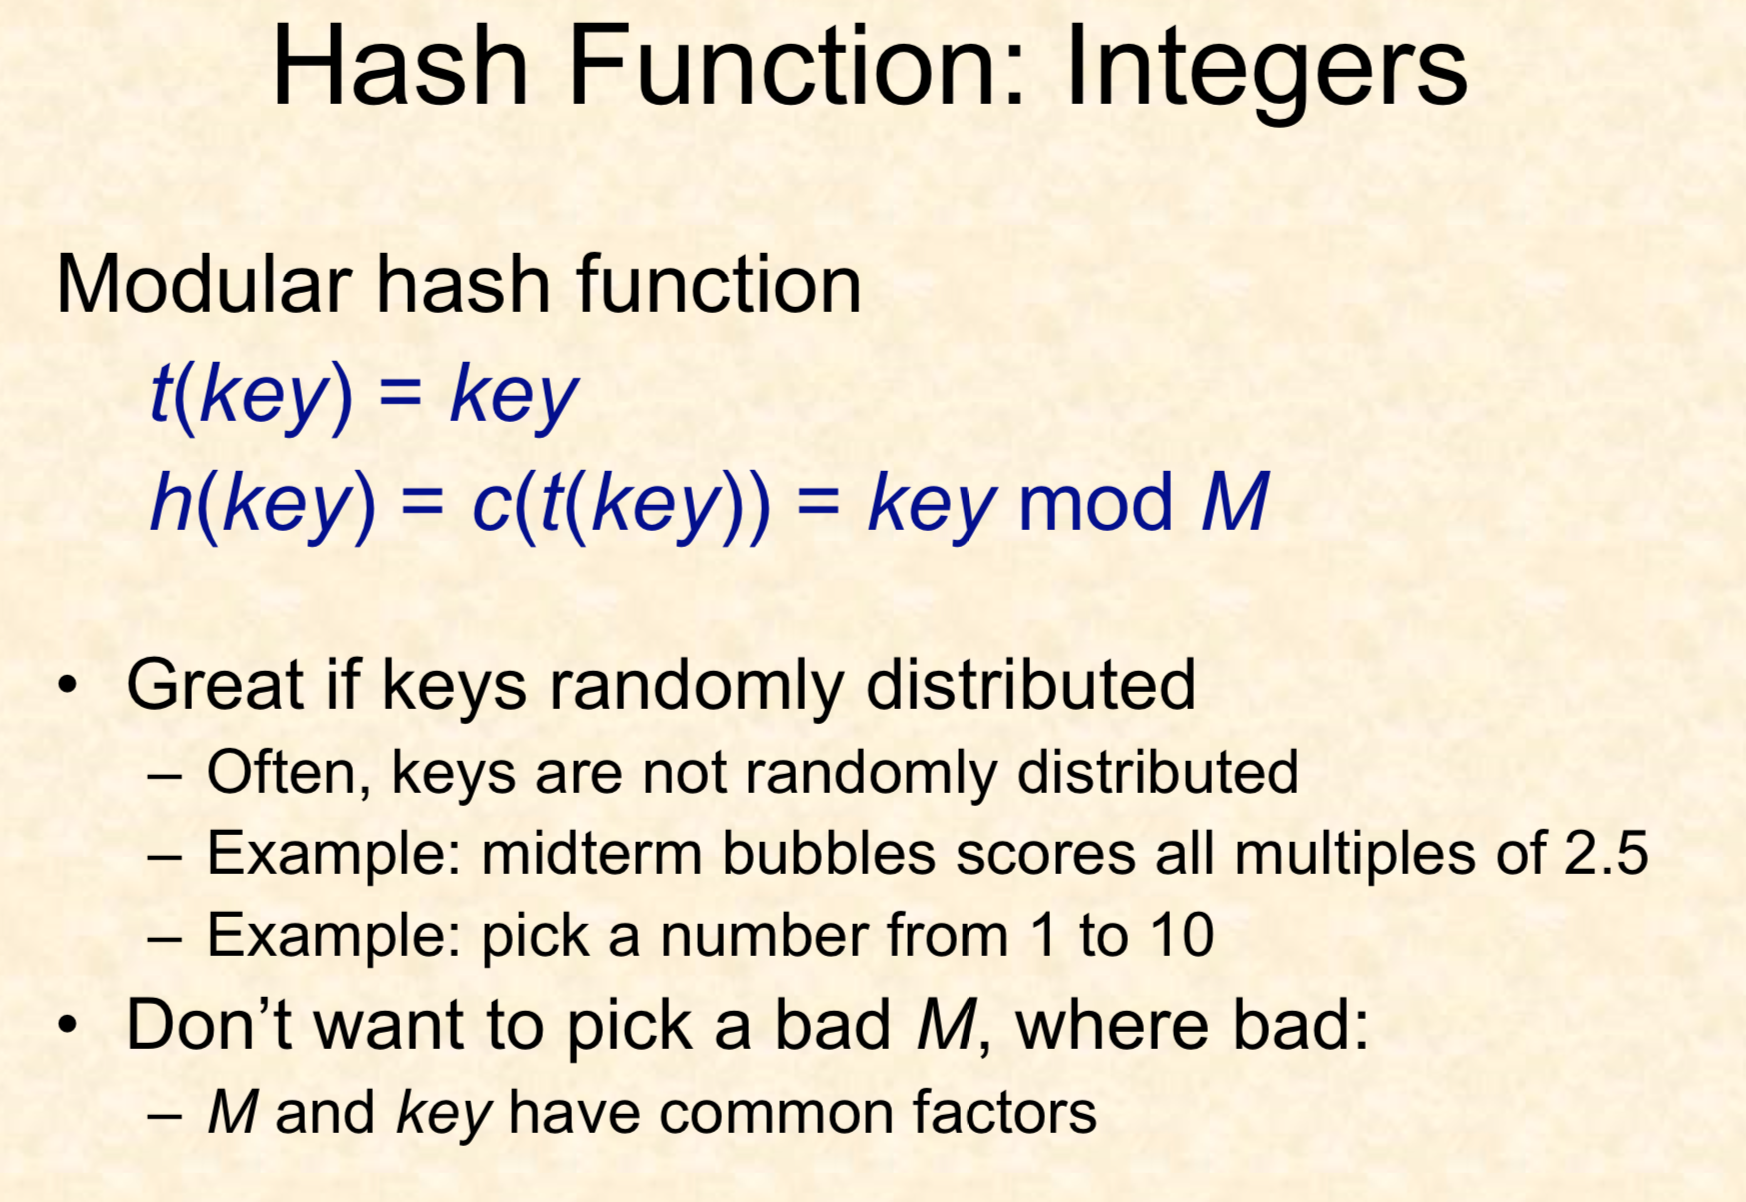 Hash Function: Integers
Modular hash function
t(key) = key
h(key) = c(t(key)) = key mod M
• Great if keys randomly distributed
– Often, keys are not randomly distributed
– Example: midterm bubbles scores all multiples of 2.5
– Example: pick a number from 1 to 10
• Don’t want to pick a bad M, where bad:
– M and key have common factors